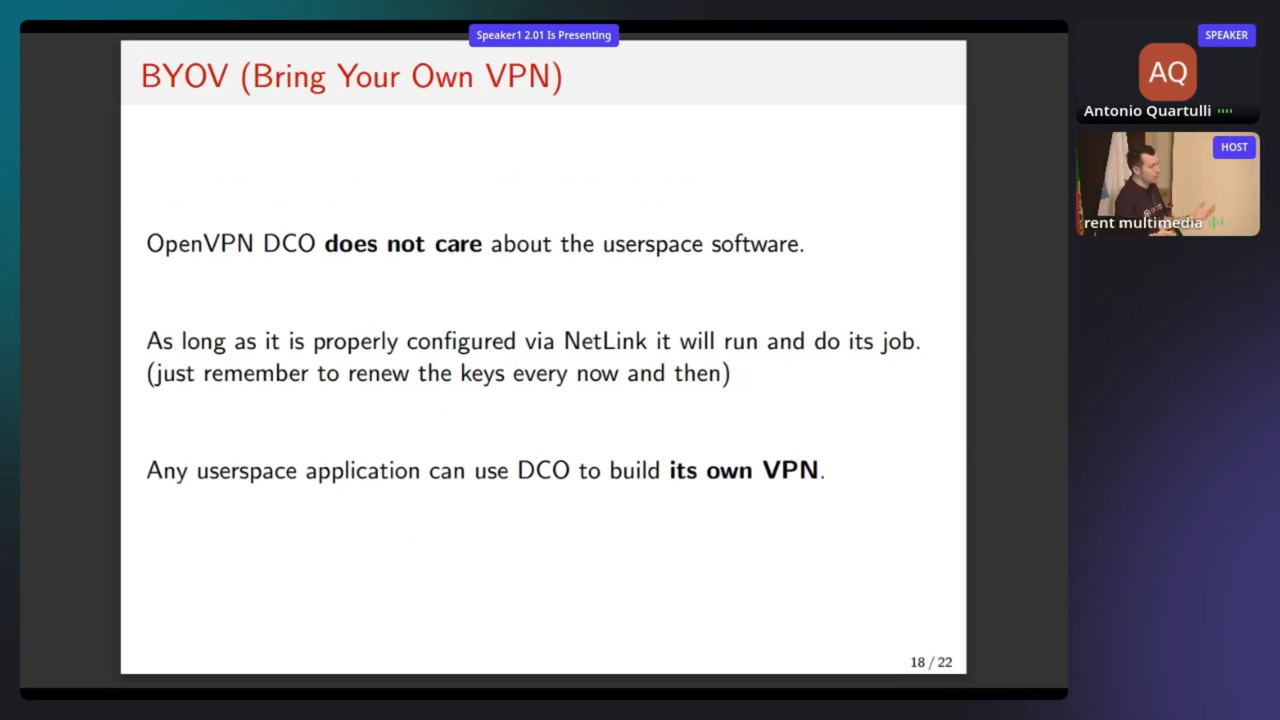 Speaker1 2.01 Is Presenting
BYOV (Bring Your Own VPN)
OpenVPN DCO does not care about the userspace software.
As long as it is properly configured via NetLink it will run and do its job.
(just remember to renew the keys every now and then)
Any userspace application can use DCO to build its own VPN.
18 / 22
SPEAKER
AQ
Antonio Quartulli
HOST
rent multimedia